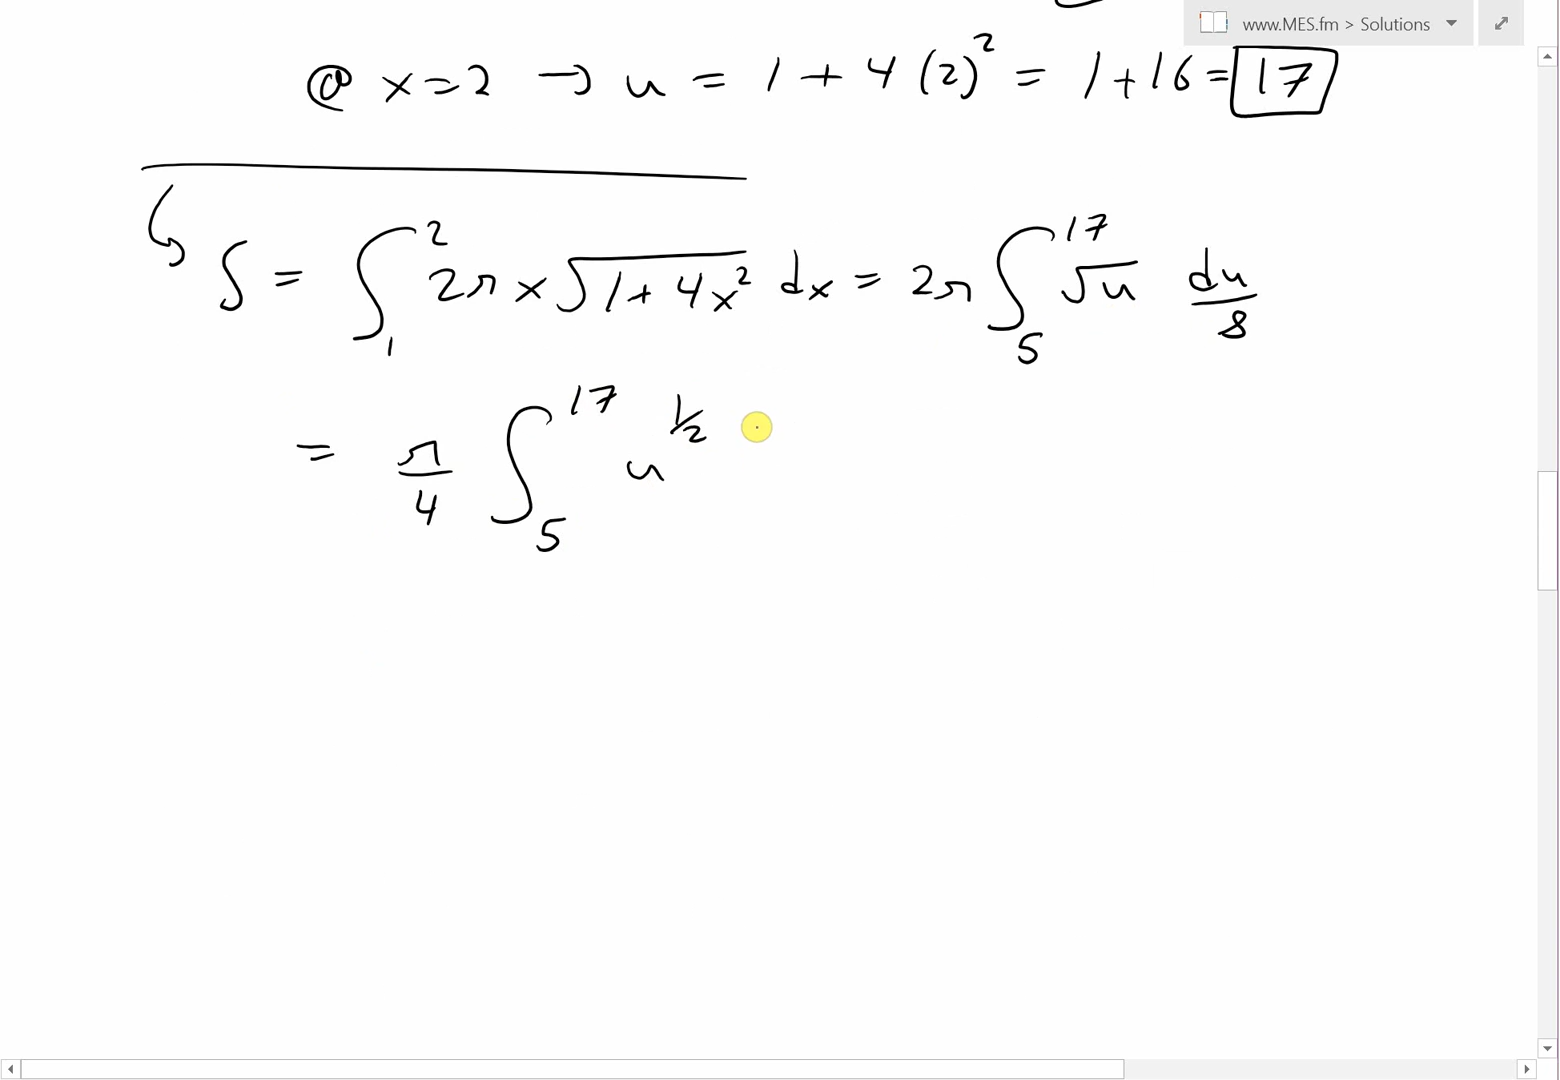 www.MES.fm > Solutions
@ x=2 → u = 1 + 4(2)² = 1+16 = 17
S = ∫₁² 2πx√(1+4x²) dx = 2π ∫₅¹⁷ √u du/8
= π/4 ∫₅¹⁷ u^(1/2)